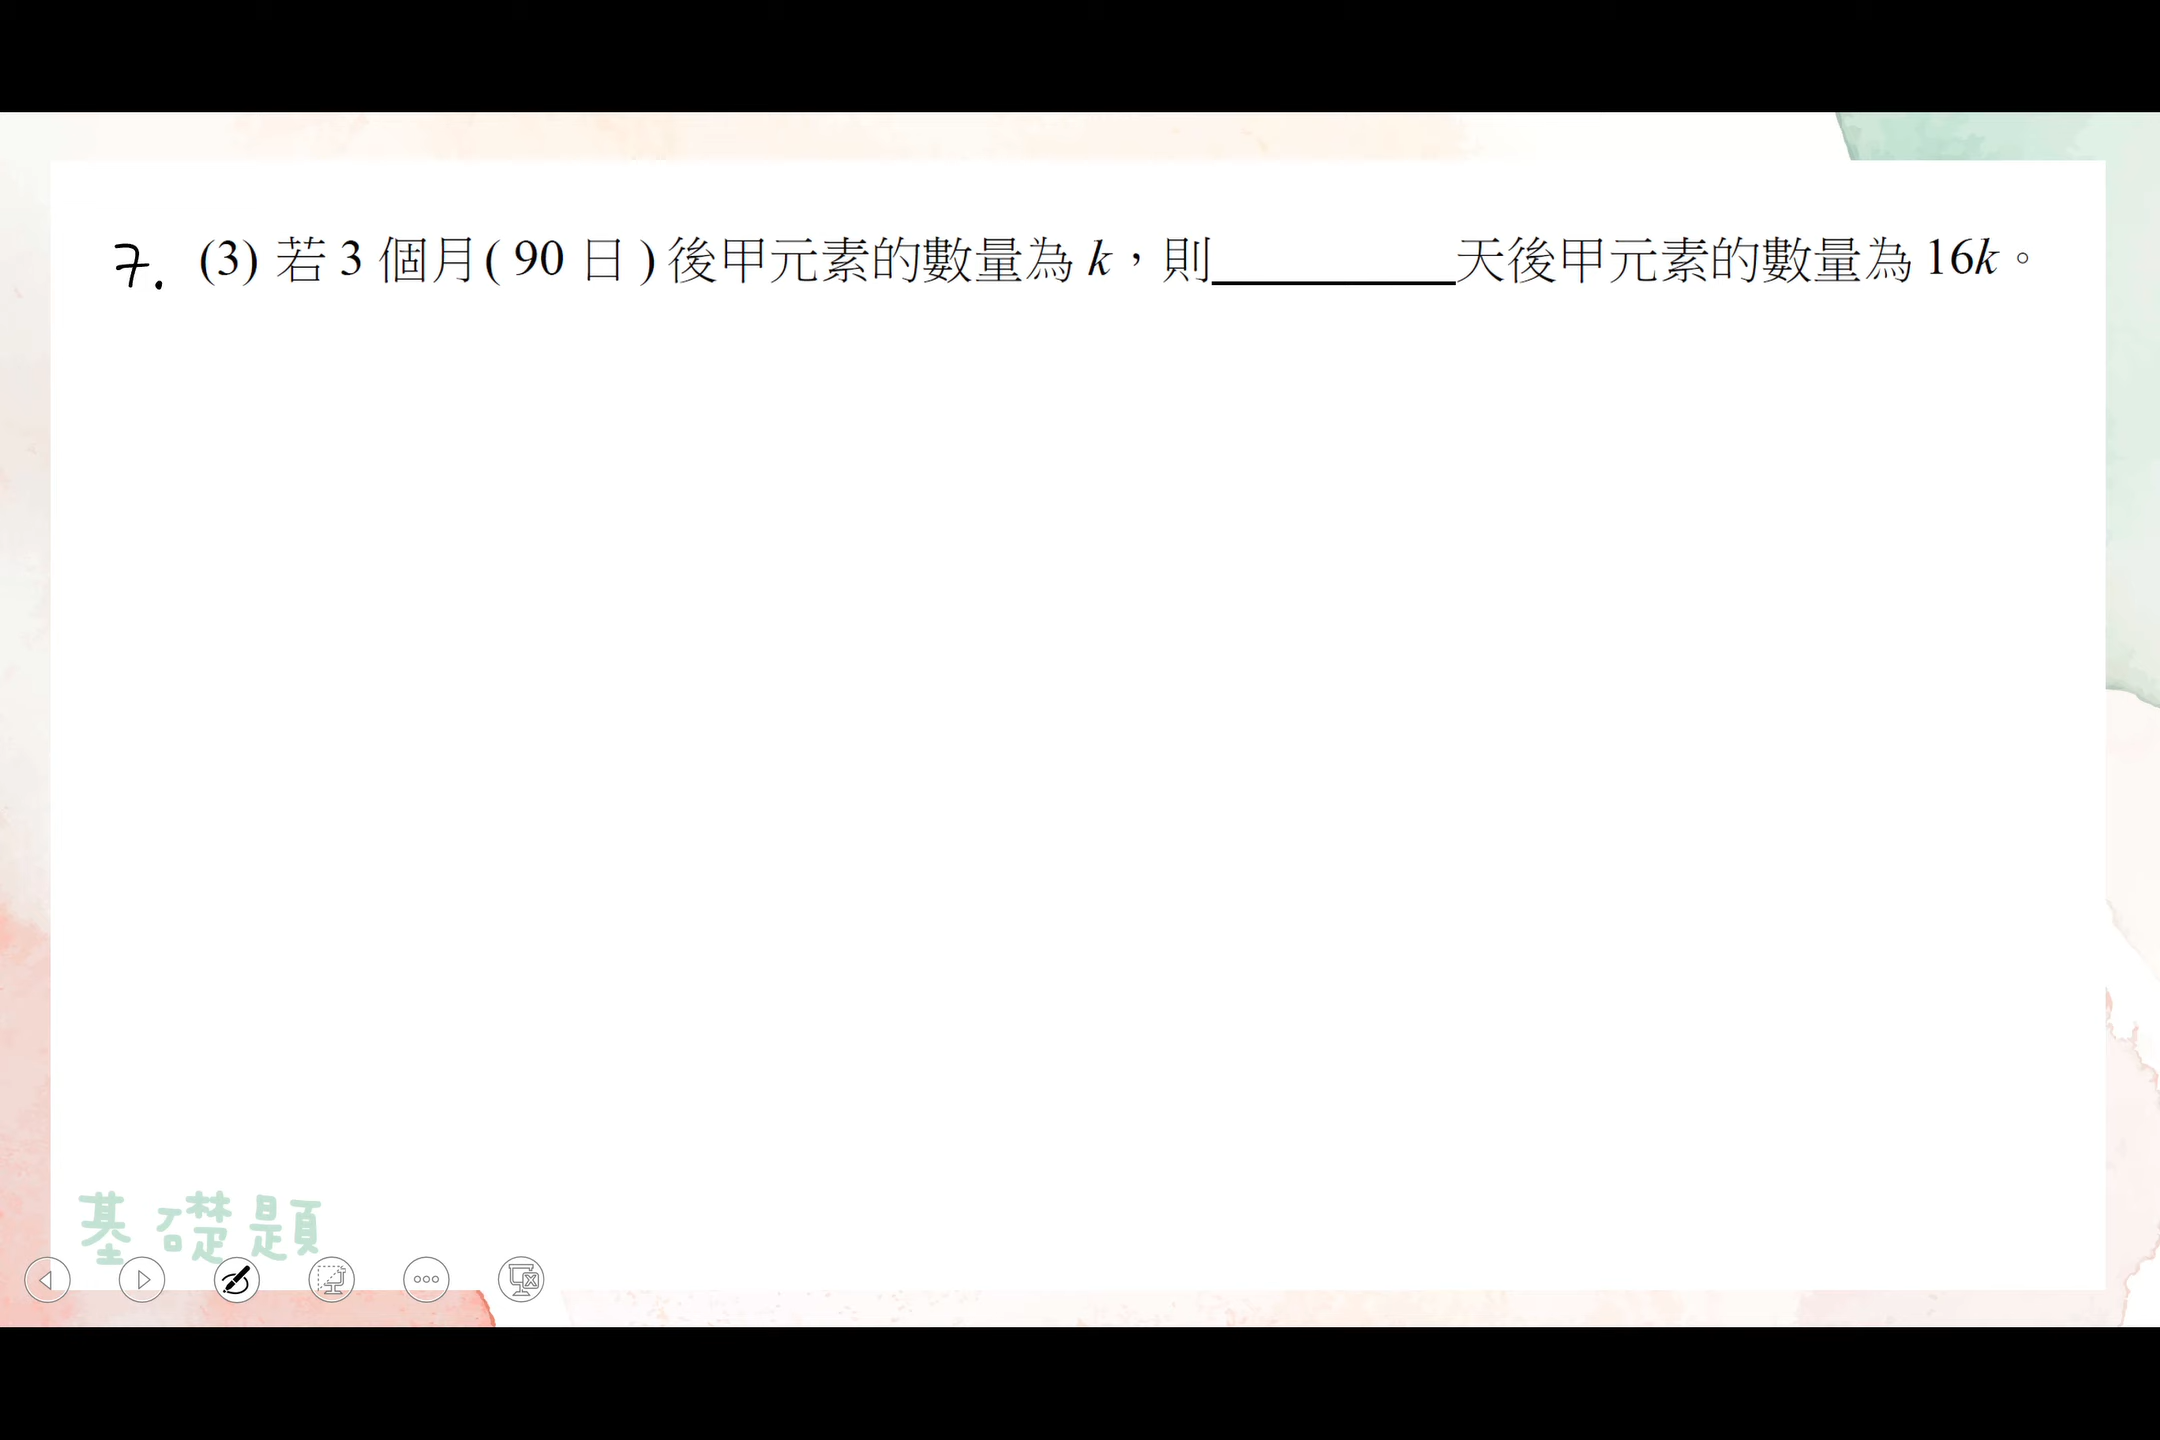 7. (3) 若 3 個月( 90 日 ) 後甲元素的數量為 k，則__________天後甲元素的數量為 16k。
基礎題